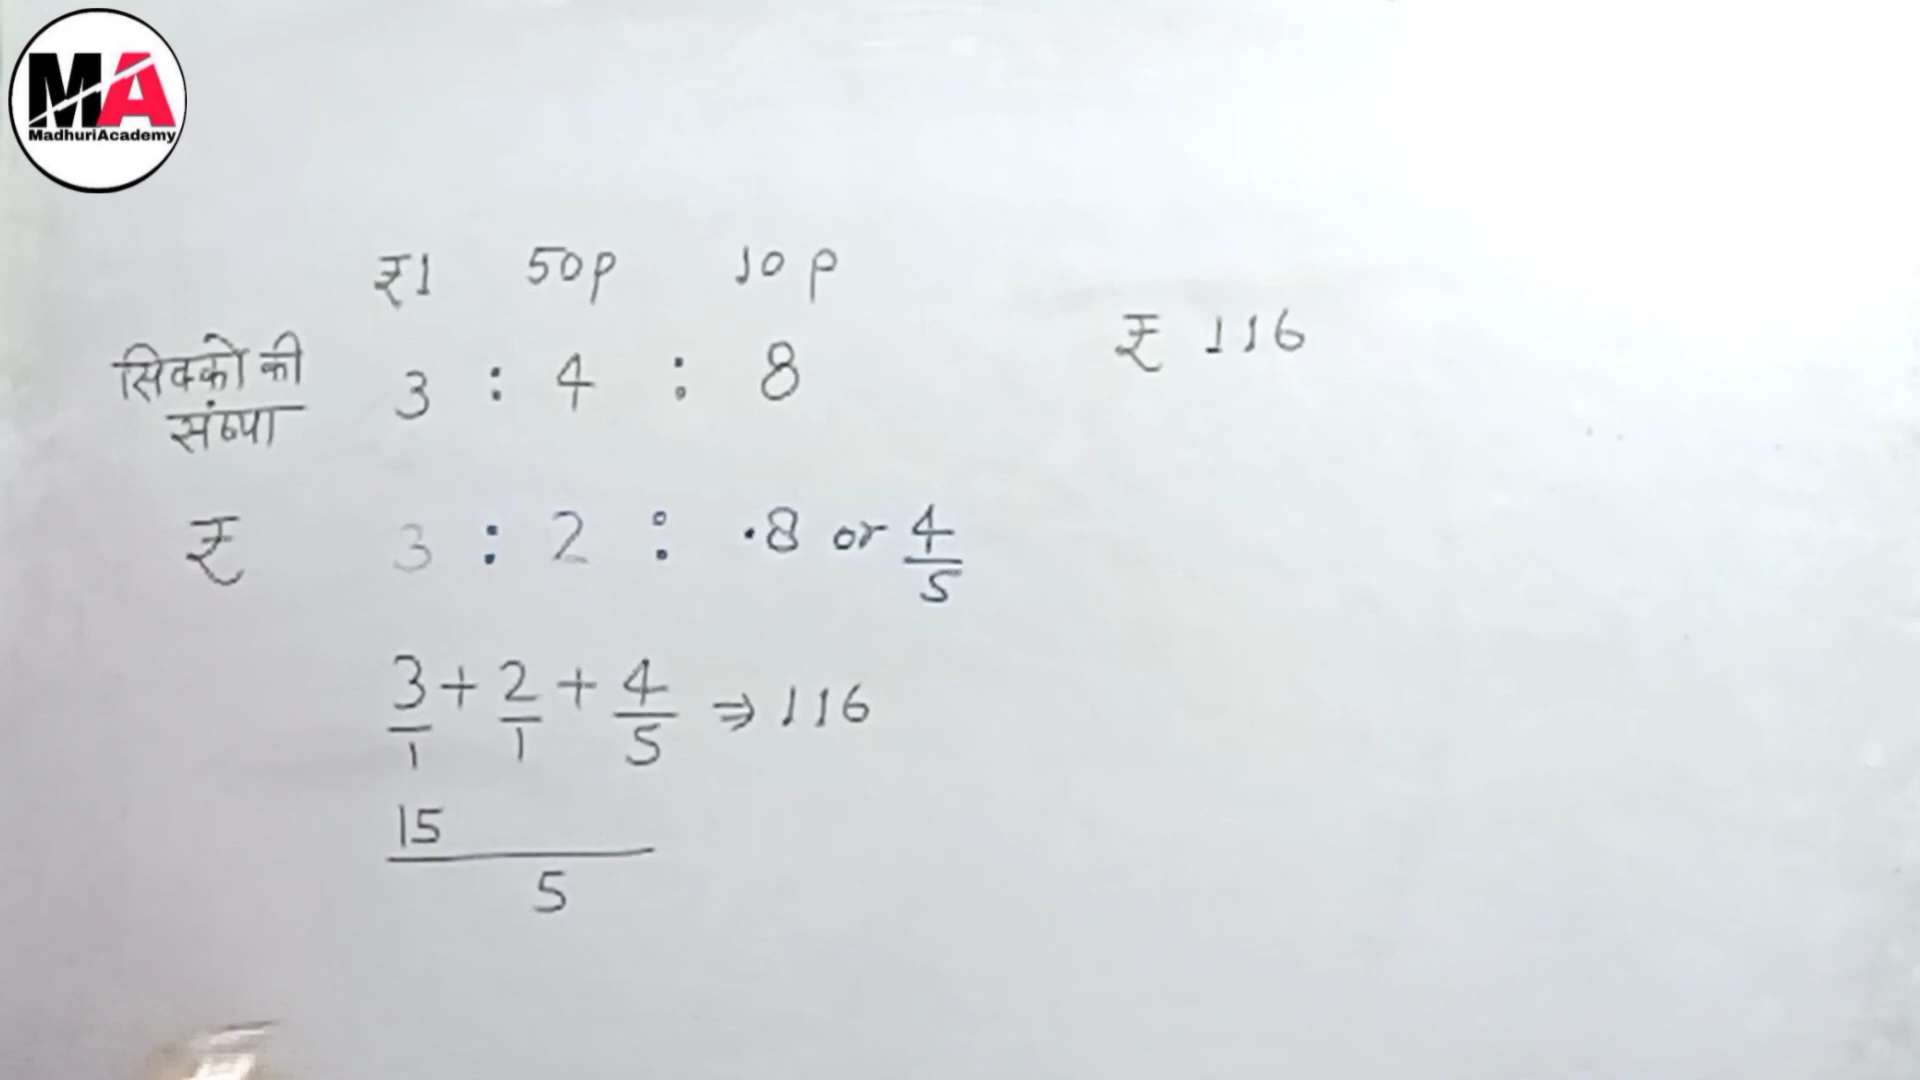 MA
MadhuriAcademy
₹1 50p 10p
सिक्को की
संख्या 3 : 4 : 8
₹ 116
₹ 3 : 2 : .8 or 4/5
3/1 + 2/1 + 4/5 ⇒ 116
15
5